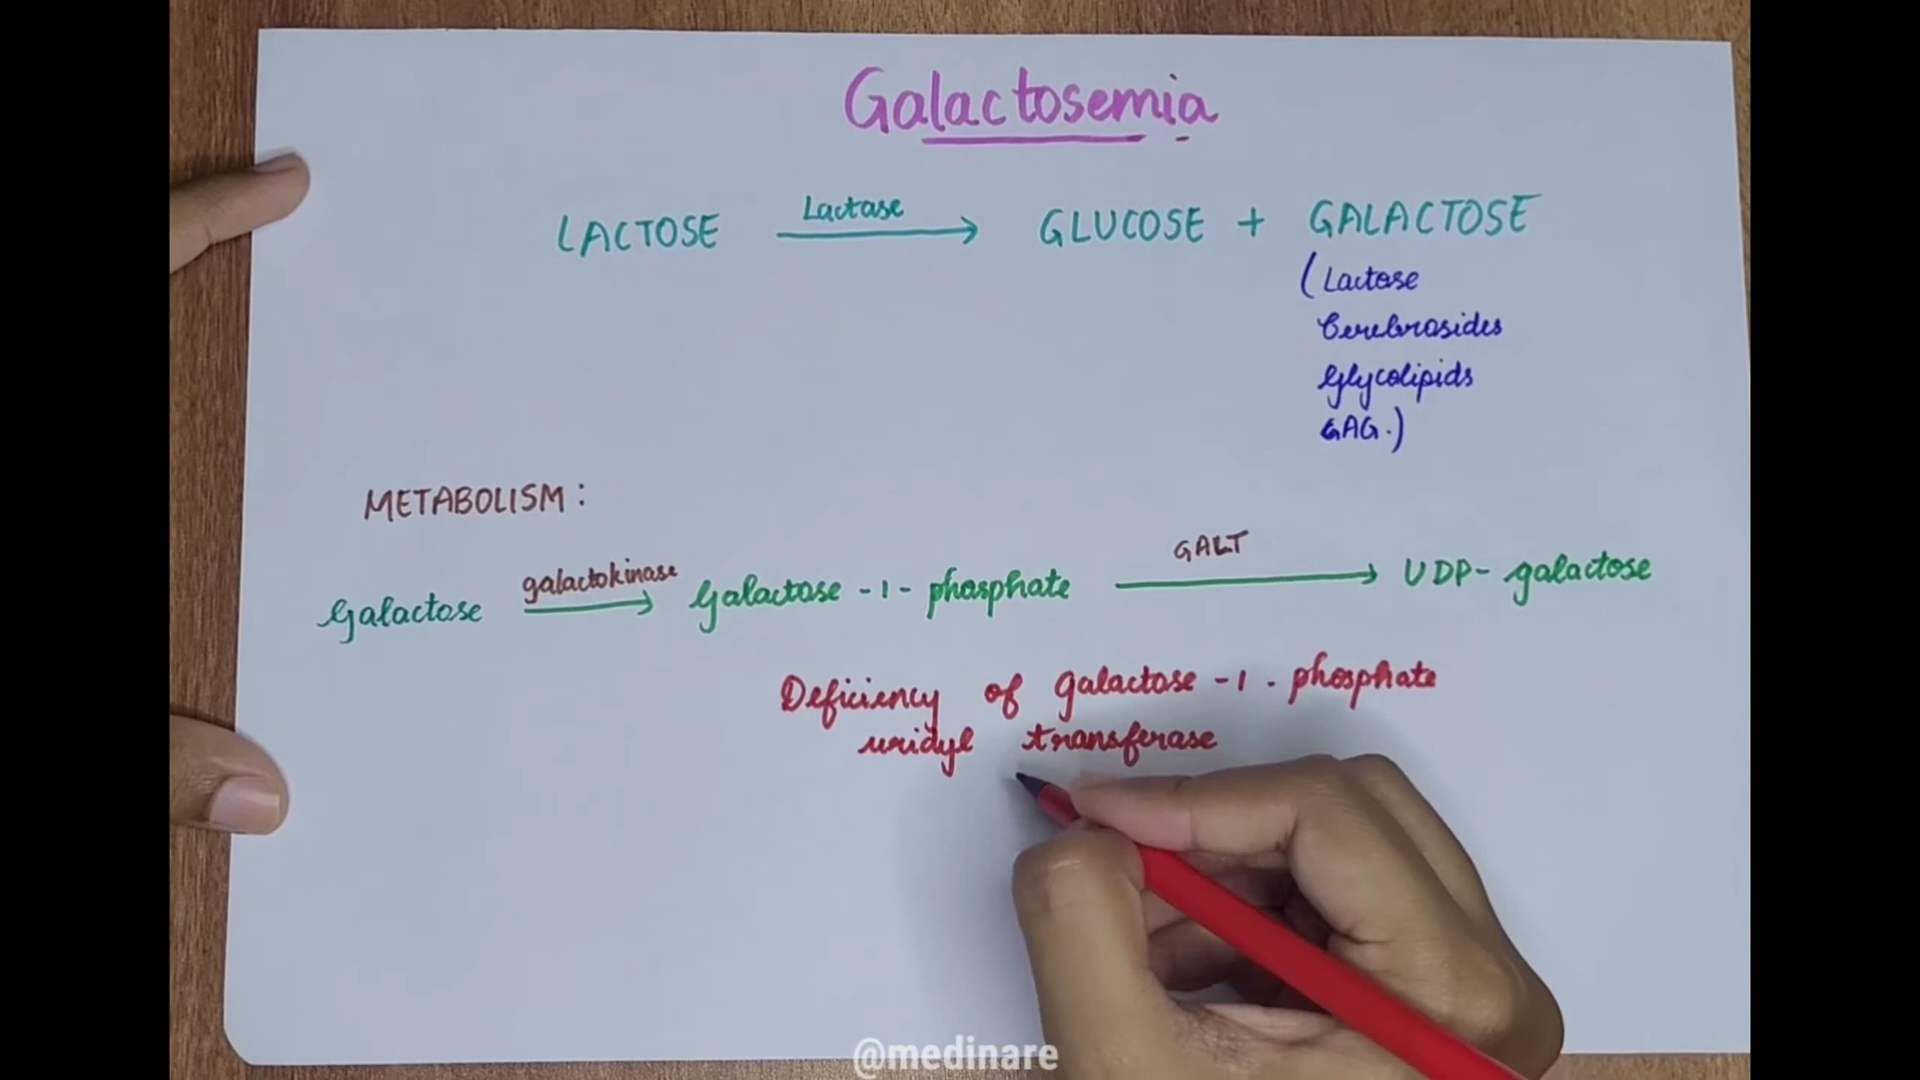 Galactosemia
LACTOSE Lactase GLUCOSE + GALACTOSE
(Lactose
Cerebrosides
Glycolipids
GAG.)
METABOLISM:
galactokinase GALT
Galactose Galactose-1-phosphate UDP-galactose
Deficiency of galactose-1-phosphate
uridyl transferase
@medinare